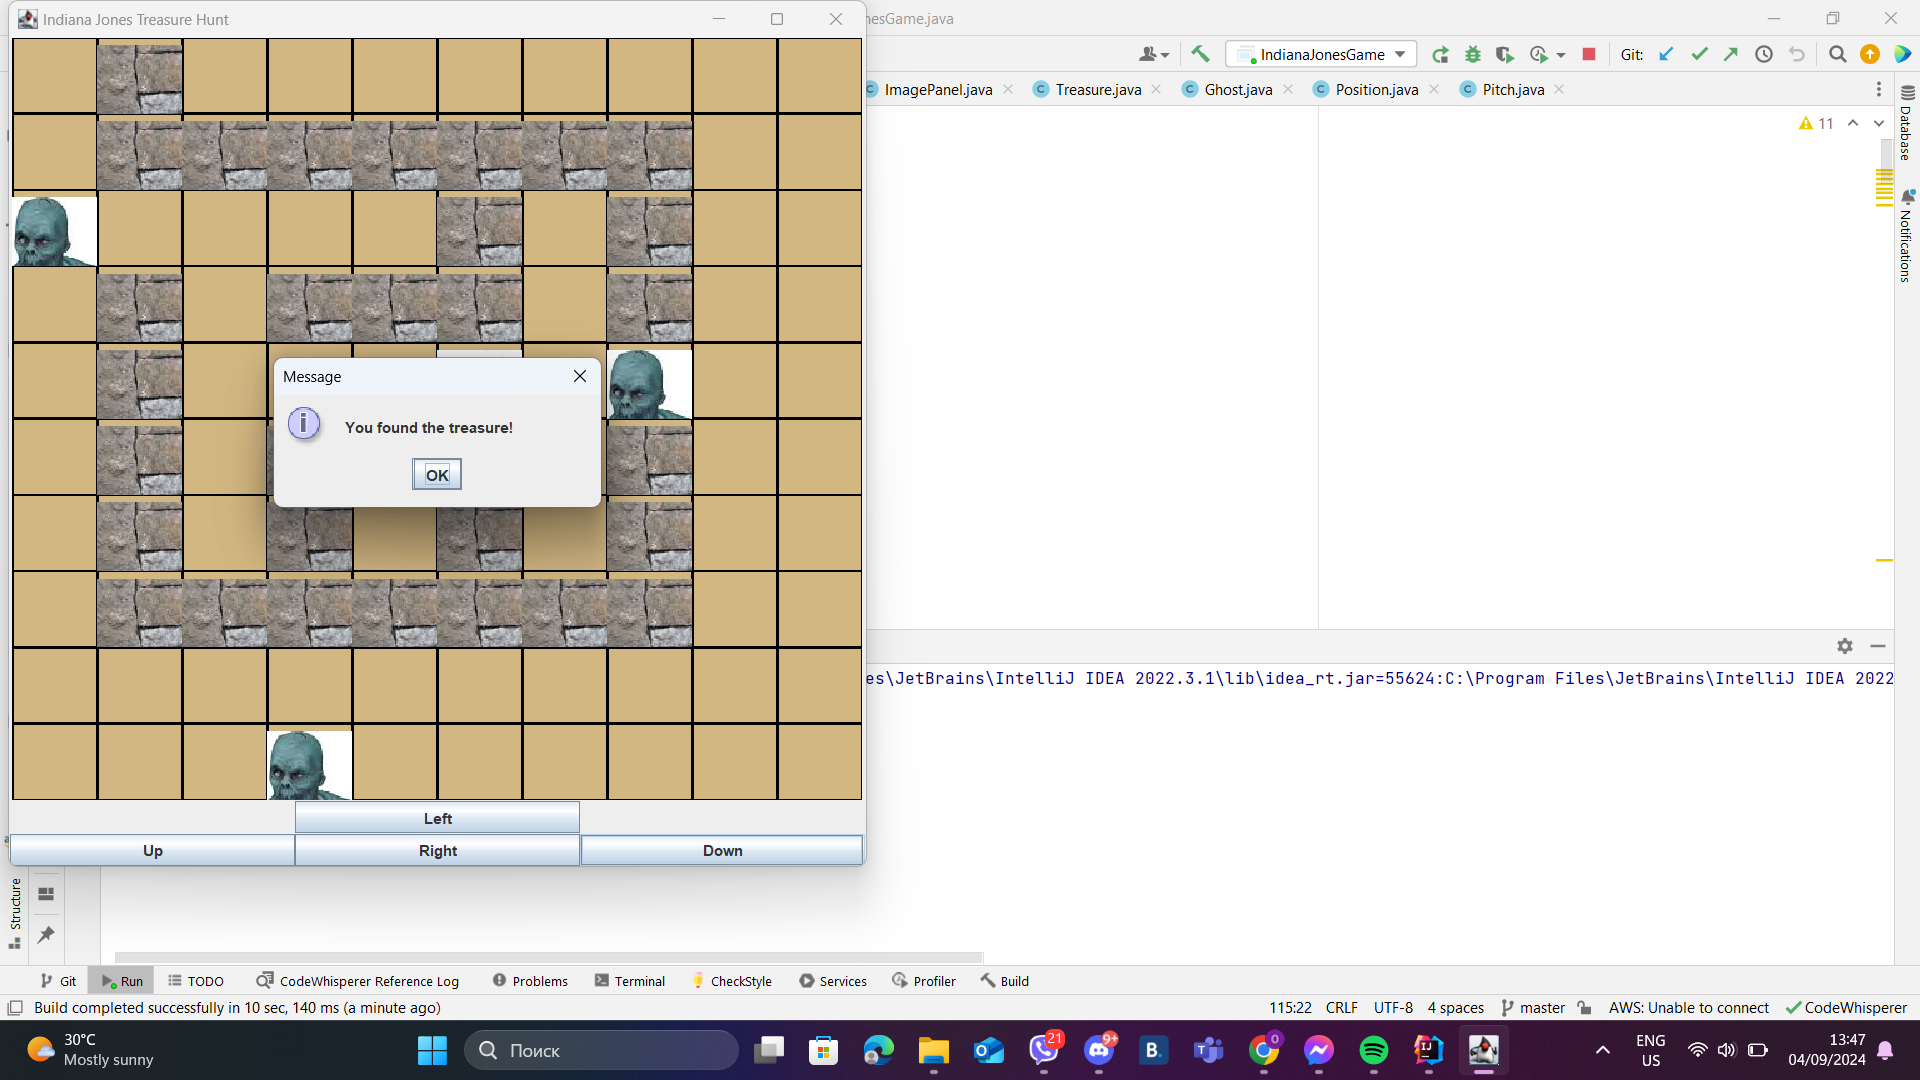 Indiana Jones Treasure Hunt
nesGame.java
IndianaJonesGame
Git:
ImagePanel.java
Treasure.java
Ghost.java
Position.java
Pitch.java
11
Database
Notifications
Message
You found the treasure!
OK
es\JetBrains\IntelliJ IDEA 2022.3.1\lib\idea_rt.jar=55624:C:\Program Files\JetBrains\IntelliJ IDEA 2022
Left
Up
Right
Down
Structure
Git
Run
TODO
CodeWhisperer Reference Log
Problems
Terminal
CheckStyle
Services
Profiler
Build
Build completed successfully in 10 sec, 140 ms (a minute ago)
115:22
CRLF
UTF-8
4 spaces
master
AWS: Unable to connect
CodeWhisperer
30°C
Mostly sunny
Поиск
21
9+
B.
0
ENG
US
13:47
04/09/2024